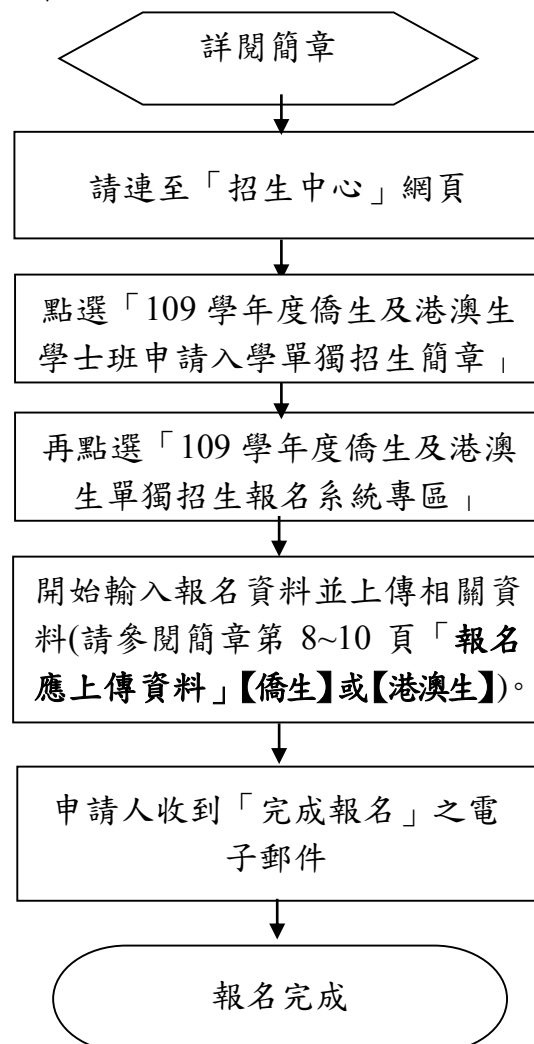 詳閱簡章
請連至「招生中心」網頁
點選「109 學年度僑生及港澳生
學士班申請入學單獨招生簡章」
再點選「109 學年度僑生及港澳
生單獨招生報名系統專區」
開始輸入報名資料並上傳相關資
料(請參閱簡章第 8~10 頁「報名
應上傳資料」【僑生】或【港澳生】)。
申請人收到「完成報名」之電
子郵件
報名完成